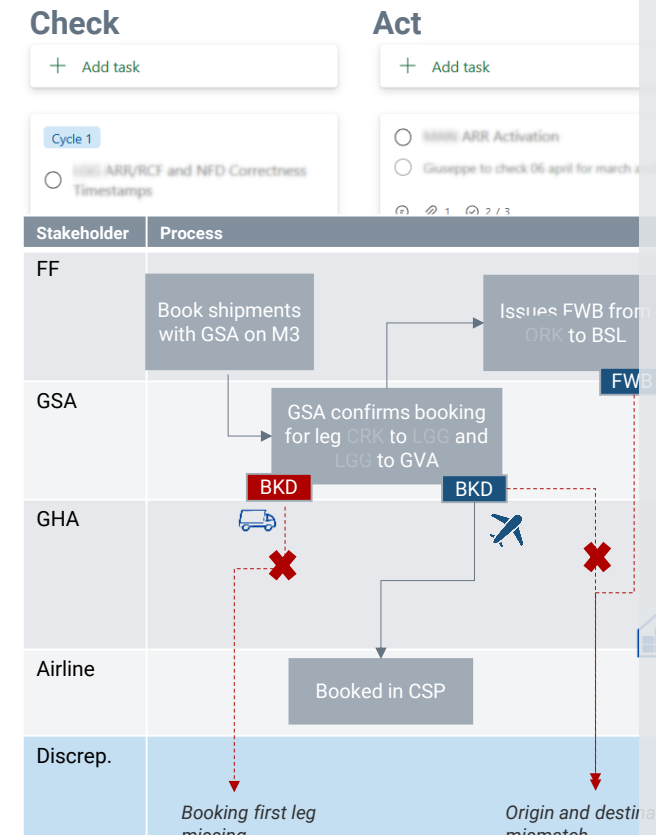 Check
Act
+ Add task
+ Add task
Cycle 1
ARR/RCF and NFD Correctness
Timestamps
ARR Activation
Giuseppe to check 06 april for march
1 2 / 3
Stakeholder Process
FF
Book shipments
with GSA on M3
Issues FWB from
ORK to BSL
FWB
GSA
GSA confirms booking
for leg CRK to LGG and
LGG to GVA
BKD
BKD
GHA
Airline
Booked in CSP
Discrep.
Booking first leg
missing
Origin and destina
mismatch